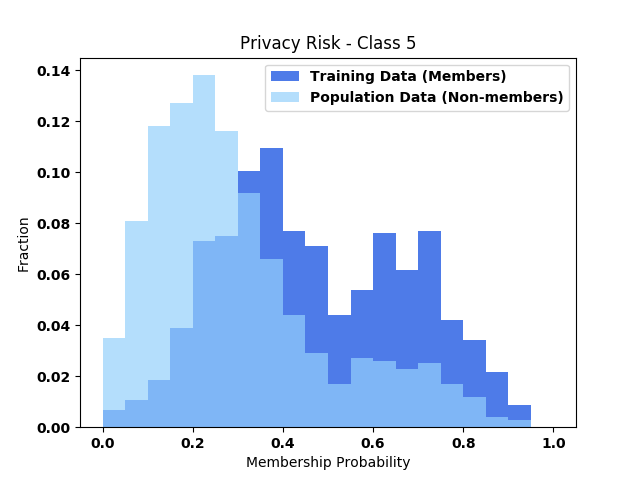 Privacy Risk - Class 5
Training Data (Members)
Population Data (Non-members)
Fraction
0.14
0.12
0.10
0.08
0.06
0.04
0.02
0.00
0.0 0.2 0.4 0.6 0.8 1.0
Membership Probability